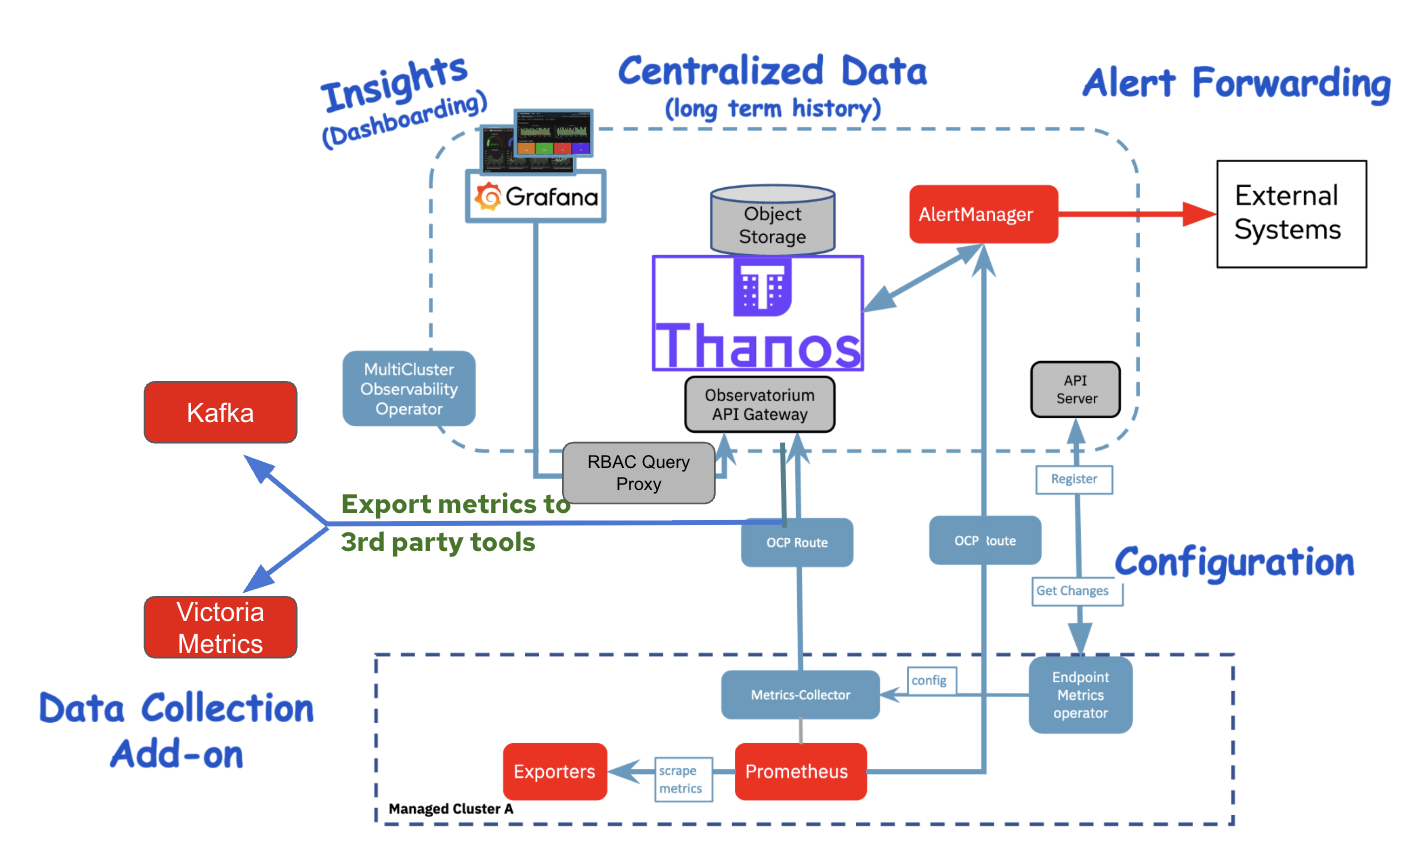 Insights
(Dashboarding)
Centralized Data
(long term history)
Alert Forwarding
Grafana
Object
Storage
AlertManager
External
Systems
Thanos
MultiCluster
Observability
Operator
Observatorium
API Gateway
API
Server
Kafka
RBAC Query
Proxy
Register
Export metrics to
3rd party tools
OCP Route
OCP
Configuration
Get Changes
Victoria
Metrics
Data Collection
Add-on
Metrics-Collector
config
Endpoint
Metrics
operator
Exporters
scrape
metrics
Prometheus
Managed Cluster A